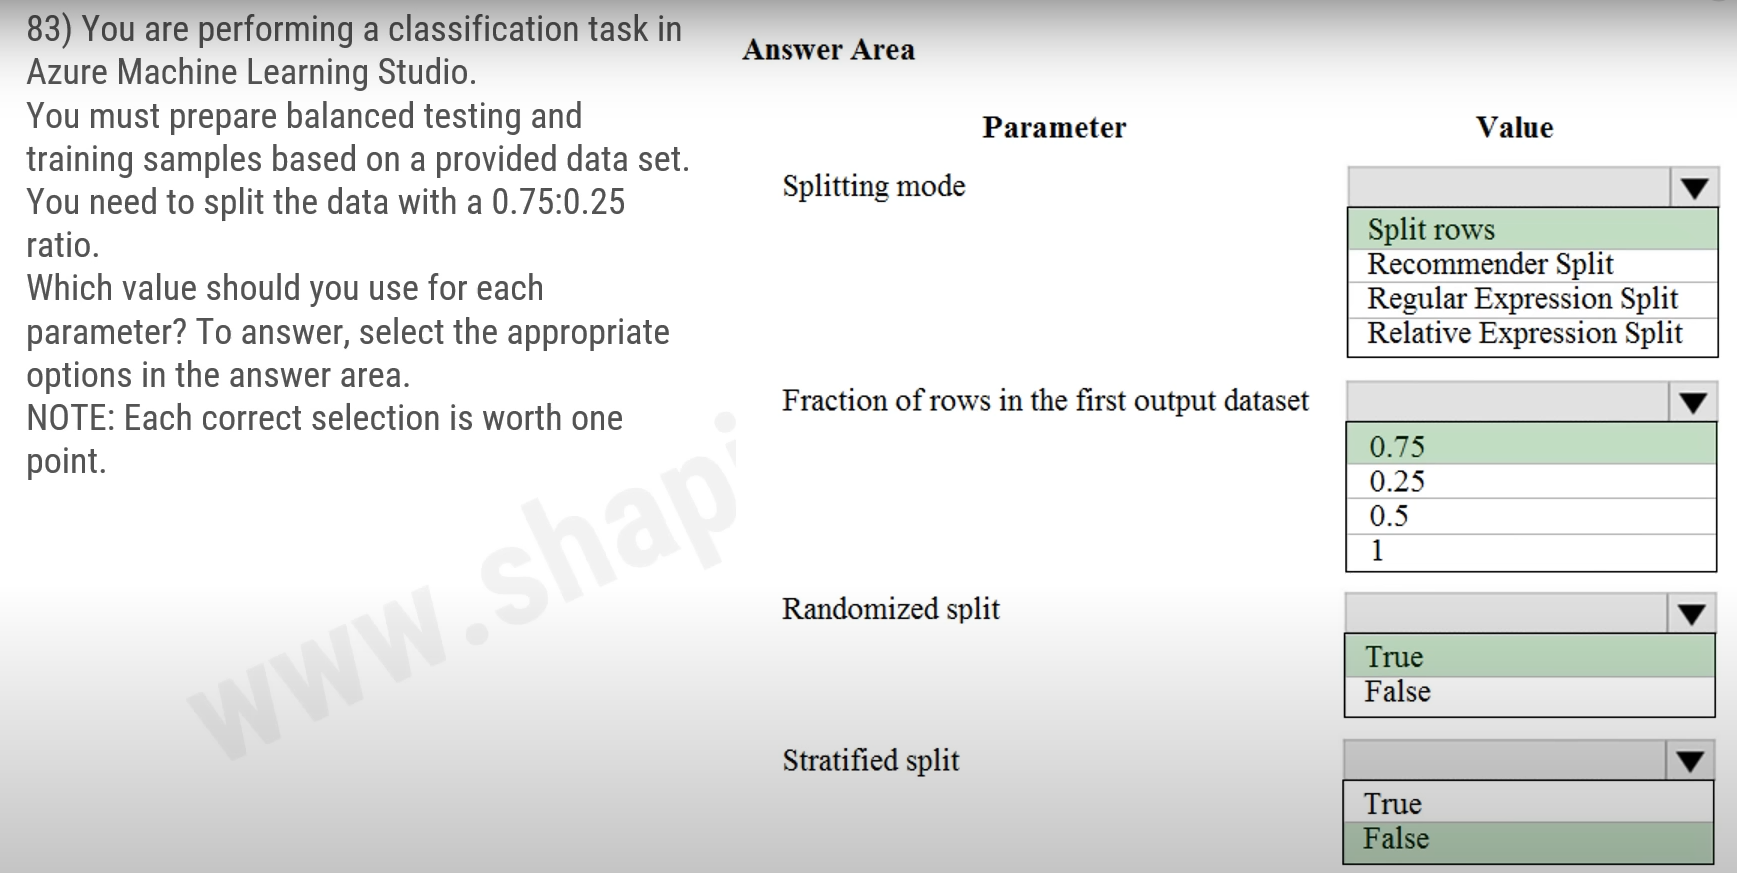 83) You are performing a classification task in
Azure Machine Learning Studio.
You must prepare balanced testing and
training samples based on a provided data set.
You need to split the data with a 0.75:0.25
ratio.
Which value should you use for each
parameter? To answer, select the appropriate
options in the answer area.
NOTE: Each correct selection is worth one
point.
www.shapi
Answer Area
Parameter Value
Splitting mode
Split rows
Recommender Split
Regular Expression Split
Relative Expression Split
Fraction of rows in the first output dataset
0.75
0.25
0.5
1
Randomized split
True
False
Stratified split
True
False